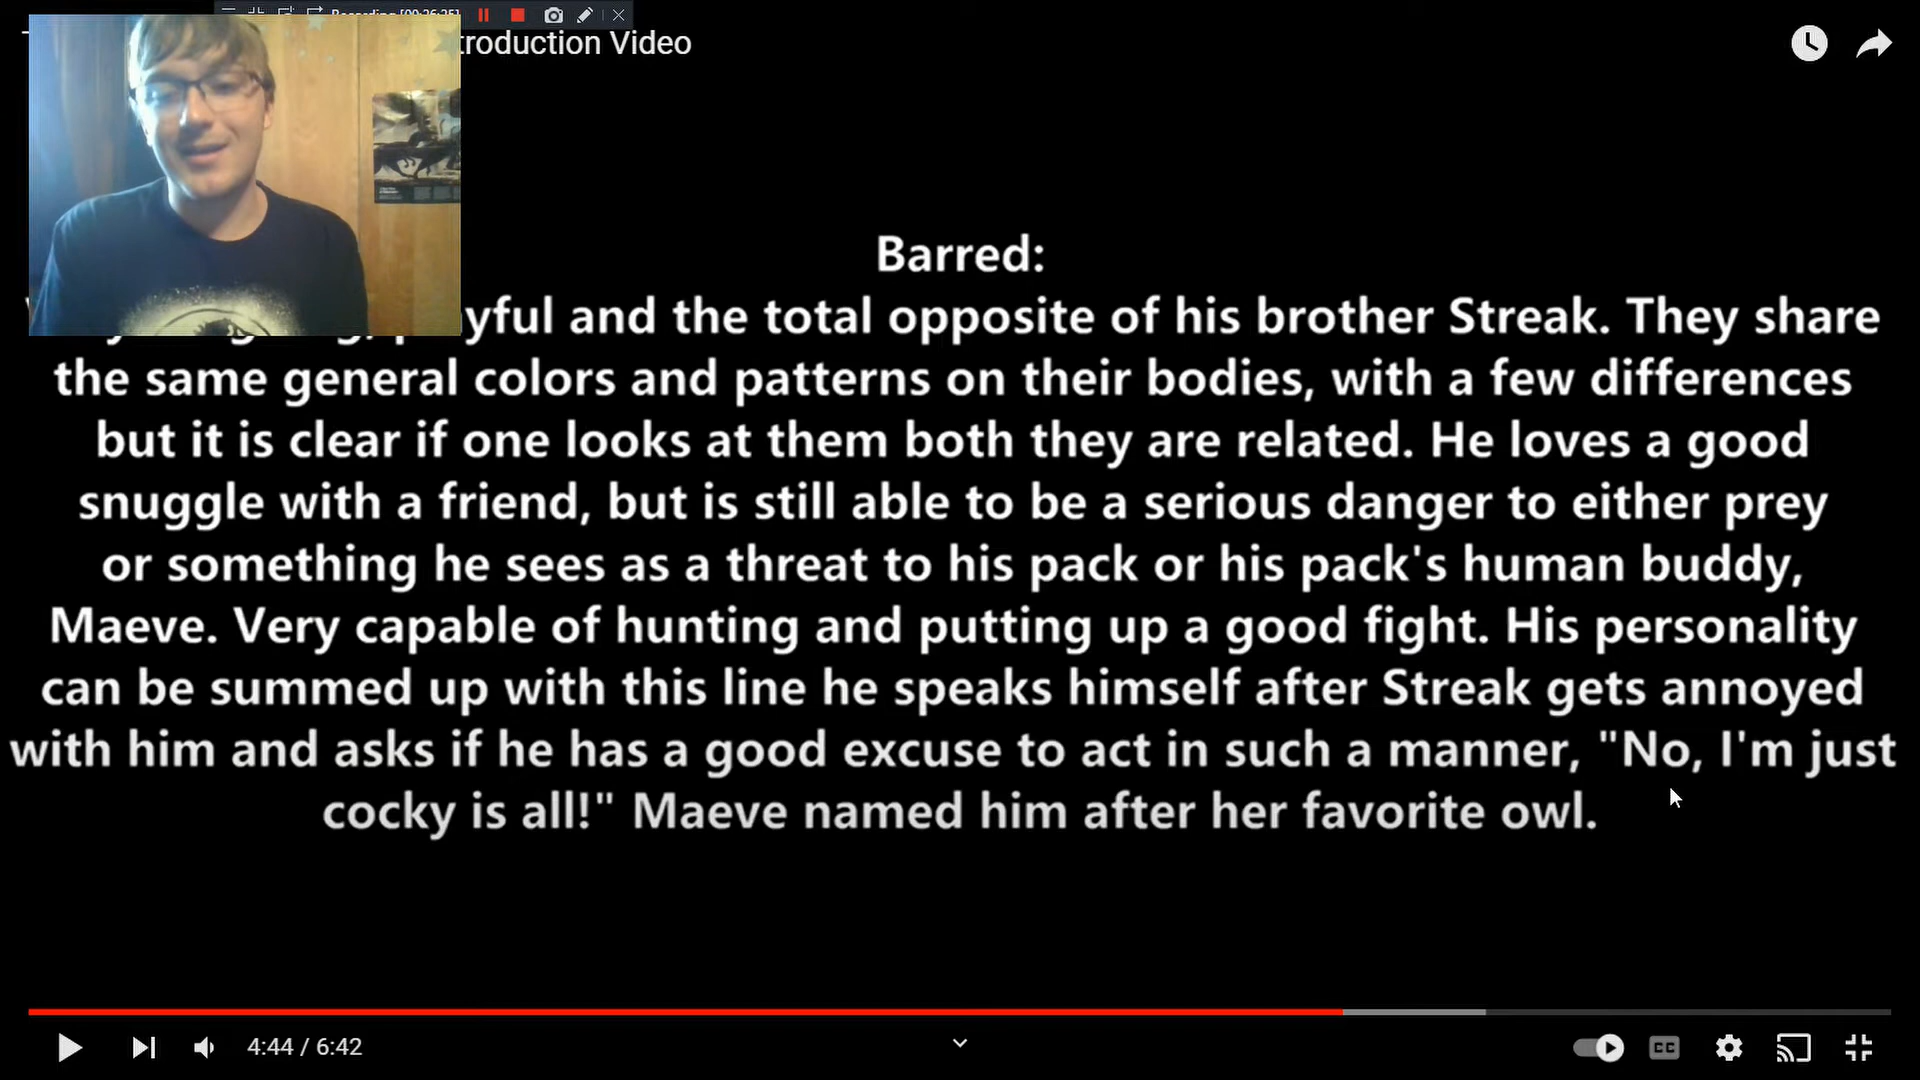 Recording [00:26:25]
troduction Video
Barred:
yful and the total opposite of his brother Streak. They share
the same general colors and patterns on their bodies, with a few differences
but it is clear if one looks at them both they are related. He loves a good
snuggle with a friend, but is still able to be a serious danger to either prey
or something he sees as a threat to his pack or his pack's human buddy,
Maeve. Very capable of hunting and putting up a good fight. His personality
can be summed up with this line he speaks himself after Streak gets annoyed
with him and asks if he has a good excuse to act in such a manner, "No, I'm just
cocky is all!" Maeve named him after her favorite owl.
4:44 / 6:42
CC